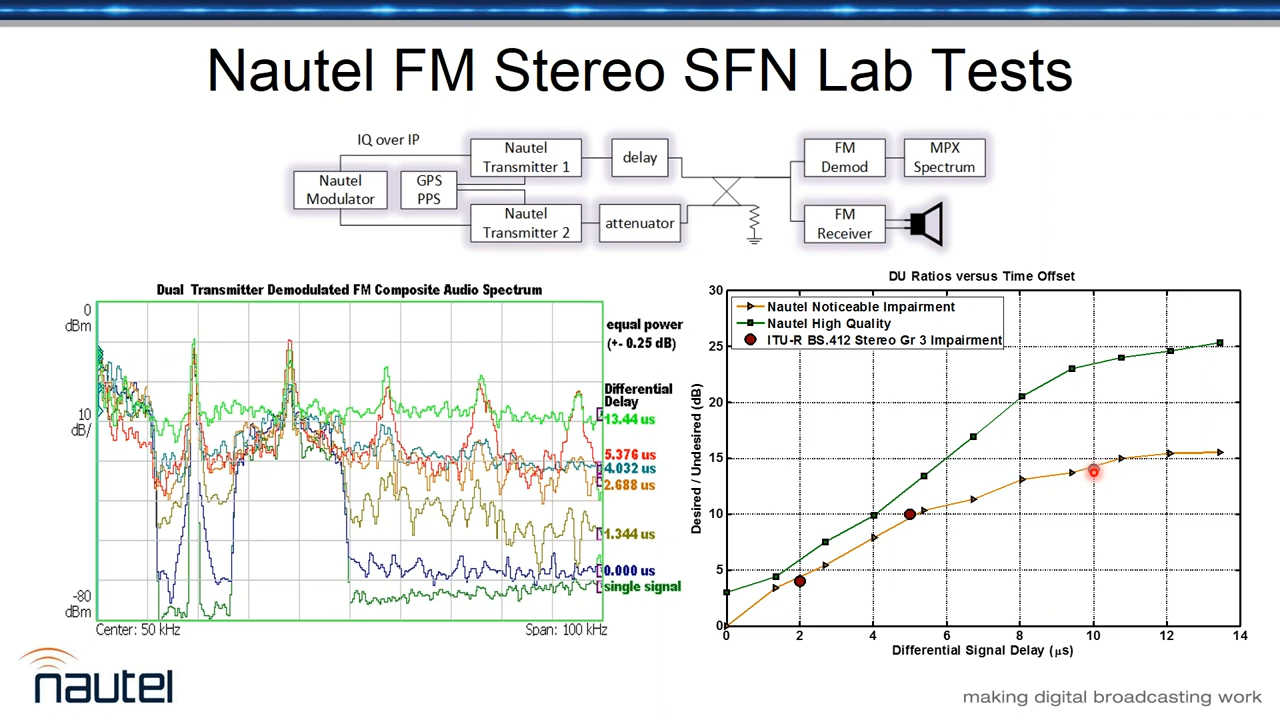 Nautel FM Stereo SFN Lab Tests
IQ over IP
Nautel
Modulator
GPS
PPS
Nautel
Transmitter 1
Nautel
Transmitter 2
delay
attenuator
FM
Demod
MPX
Spectrum
FM
Receiver
Dual Transmitter Demodulated FM Composite Audio Spectrum
0
dBm
10
dB/
-80
dBm
Center: 50 kHz
Span: 100 kHz
equal power
(+- 0.25 dB)
Differential
Delay
13.44 us
5.376 us
4.032 us
2.688 us
1.344 us
0.000 us
single signal
DU Ratios versus Time Offset
Nautel Noticeable Impairment
Nautel High Quality
ITU-R BS.412 Stereo Gr 3 Impairment
Desired / Undesired (dB)
30
25
20
15
10
5
0
0 2 4 6 8 10 12 14
Differential Signal Delay (μs)
nautel
making digital broadcasting work